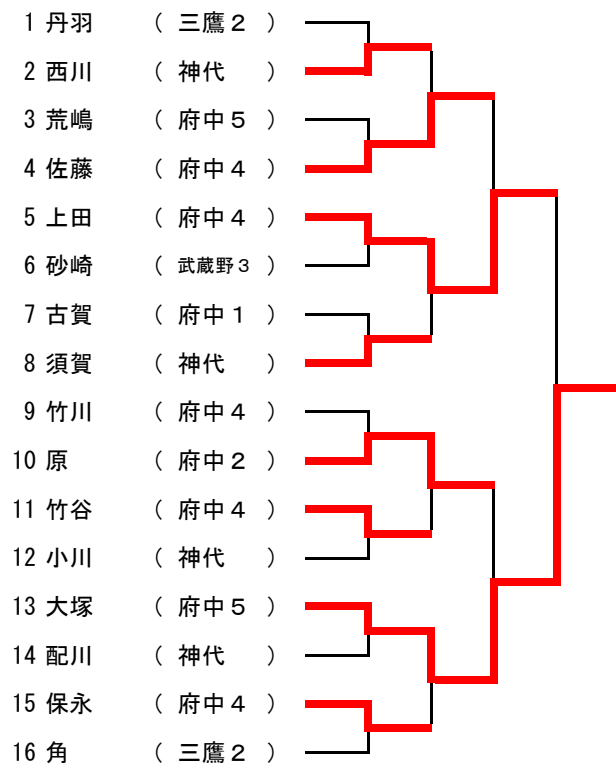 1 丹羽 （ 三鷹２ ）
2 西川 （ 神代 ）
3 荒嶋 （ 府中５ ）
4 佐藤 （ 府中４ ）
5 上田 （ 府中４ ）
6 砂崎 （ 武蔵野３ ）
7 古賀 （ 府中１ ）
8 須賀 （ 神代 ）
9 竹川 （ 府中４ ）
10 原 （ 府中２ ）
11 竹谷 （ 府中４ ）
12 小川 （ 神代 ）
13 大塚 （ 府中５ ）
14 配川 （ 神代 ）
15 保永 （ 府中４ ）
16 角 （ 三鷹２ ）